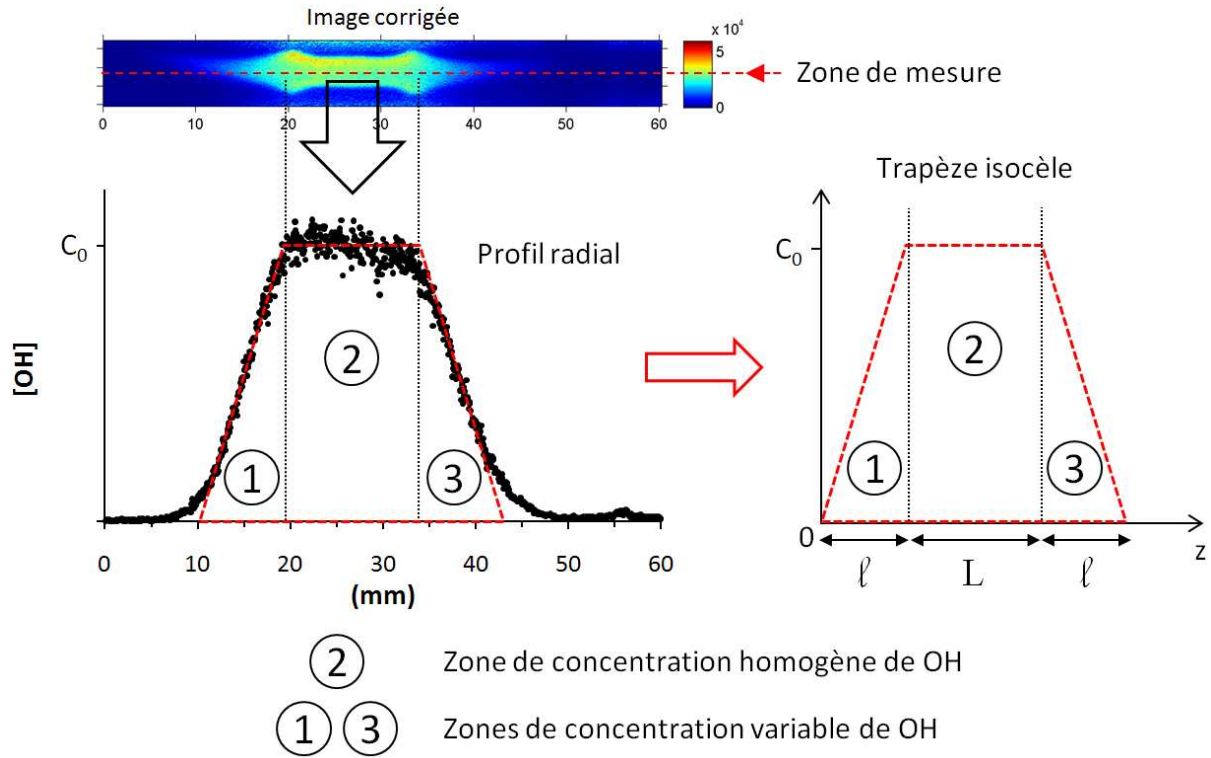 Image corrigée
x 10⁴
5
0
Zone de mesure
0 10 20 30 40 50 60
Trapèze isocèle
C₀
Profil radial
C₀
2
2
[OH]
1
3
1
3
0
z
0 10 20 30 40 50 60
ℓ L ℓ
(mm)
2 Zone de concentration homogène de OH
1 3 Zones de concentration variable de OH